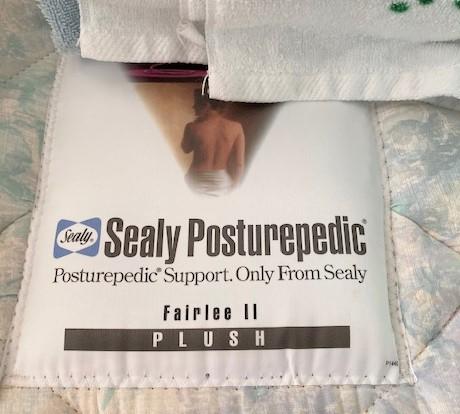 Sealy®
Sealy Posturepedic®
Posturepedic® Support. Only From Sealy
Fairlee II
PLUSH